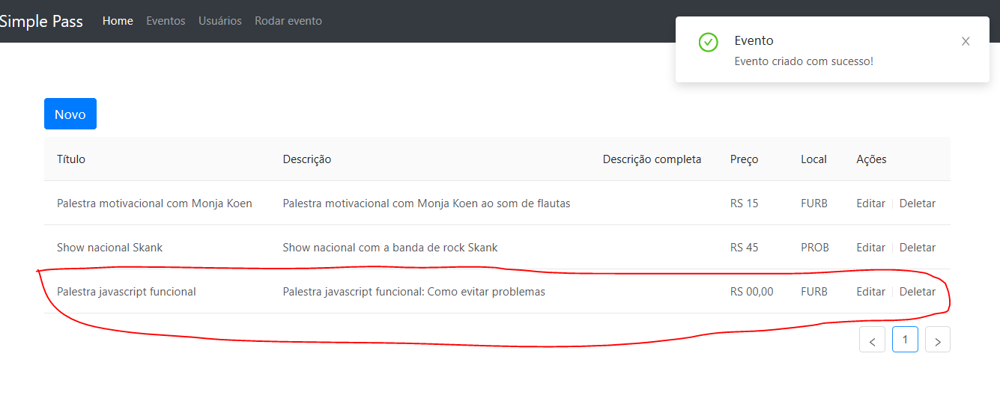 Simple Pass Home Eventos Usuários Rodar evento
Evento
Evento criado com sucesso!
Novo
Título Descrição Descrição completa Preço Local Ações
Palestra motivacional com Monja Koen Palestra motivacional com Monja Koen ao som de flautas RS 15 FURB Editar Deletar
Show nacional Skank Show nacional com a banda de rock Skank RS 45 PROB Editar Deletar
Palestra javascript funcional Palestra javascript funcional: Como evitar problemas RS 00,00 FURB Editar Deletar
< 1 >